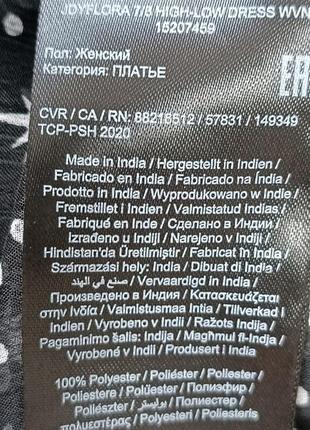 JDYFLORA 7/8 HIGH-LOW DRESS WVN
15207459
Пол: Женский
Категория: ПЛАТЬЕ
EAC
CVR / CA / RN: 88216512 / 57831 / 149349
TCP-PSH 2020
Made in India / Hergestellt in Indien /
Fabricado en India / Fabricado na Índia /
Prodotto in India / Wyprodukowano w Indie /
Fremstillet i Indien / Valmistustud Indias /
Fabriqué en Inde / Сделано в Индии /
Izrađeno u Indiji / Narejeno v Indiji /
Hindistan'da Üretilmiştir / Fabricat în India /
Származási hely: India / Dibuat di India /
صنع في الهند / Vervaardigd in India /
Произведено в Индия / Κατασκευάζεται
στην Ινδία / Valmistusmaa Intia / Tillverkad i
Indien / Vyrobeno v Indii / Ražots Indijā /
Pagaminimo šalis: Indija / Magħmul fl-Indja /
Vyrobené v Indii / Produsert i India
100% Polyester / Poliéster / Poliester /
Poliestere / Polüester / Полиэфир /
Poliészter / بوليستر / Полиестер /
Polyesteri / Poliesteris